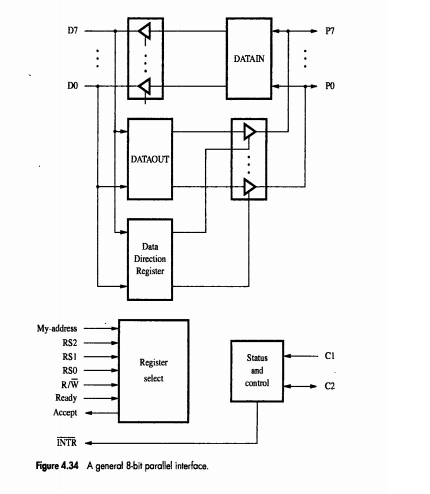 D7
P7
DATAIN
D0
P0
DATAOUT
Data
Direction
Register
My-address
RS2
RS1
RS0
R/W̅
Ready
Accept
Register
select
Status
and
control
C1
C2
I̅N̅T̅R̅
Figure 4.34 A general 8-bit parallel interface.